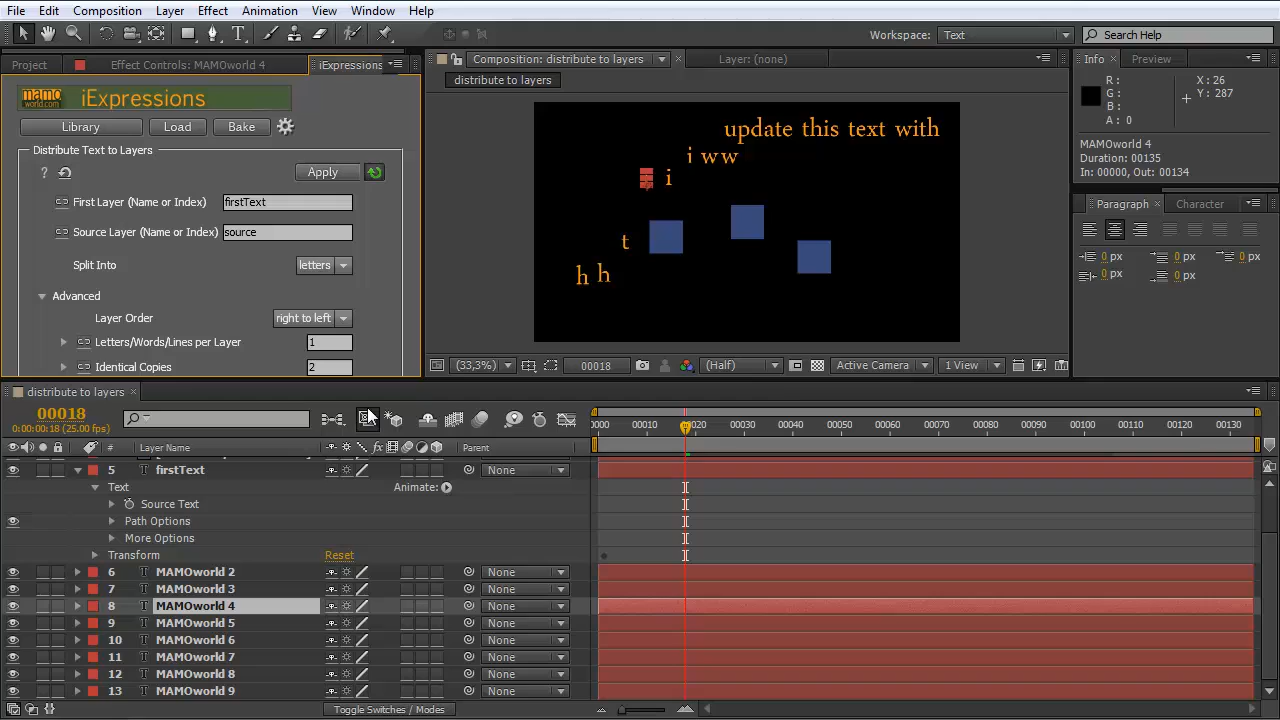 File Edit Composition Layer Effect Animation View Window Help
Workspace: Text Search Help
Project Effect Controls: MAMOworld 4 iExpressions
Composition: distribute to layers Layer: (none)
Info Preview
distribute to layers
mamo world.com iExpressions
R: X: 26
G: Y: 287
B:
A: 0
Library Load Bake
MAMOworld 4
Duration: 00135
In: 00000, Out: 00134
Distribute Text to Layers
? Apply
First Layer (Name or Index) firstText
Source Layer (Name or Index) source
Split Into letters
Advanced
Layer Order right to left
Letters/Words/Lines per Layer 1
Identical Copies 2
update this text with
i ww
i
t
h h
Paragraph Character
0 px 0 px 0 px
0 px 0 px
(33,3%) 00018 (Half) Active Camera 1 View
distribute to layers
00018
0:00:00:18 (25.00 fps)
0000 00010 00020 00030 00040 00050 00060 00070 00080 00090 00100 00110 00120 00130
# Layer Name fx Parent
5 T firstText None
Text Animate:
Source Text
Path Options
More Options
Transform Reset
6 T MAMOworld 2 None
7 T MAMOworld 3 None
8 T MAMOworld 4 None
9 T MAMOworld 5 None
10 T MAMOworld 6 None
11 T MAMOworld 7 None
12 T MAMOworld 8 None
13 T MAMOworld 9 None
Toggle Switches / Modes